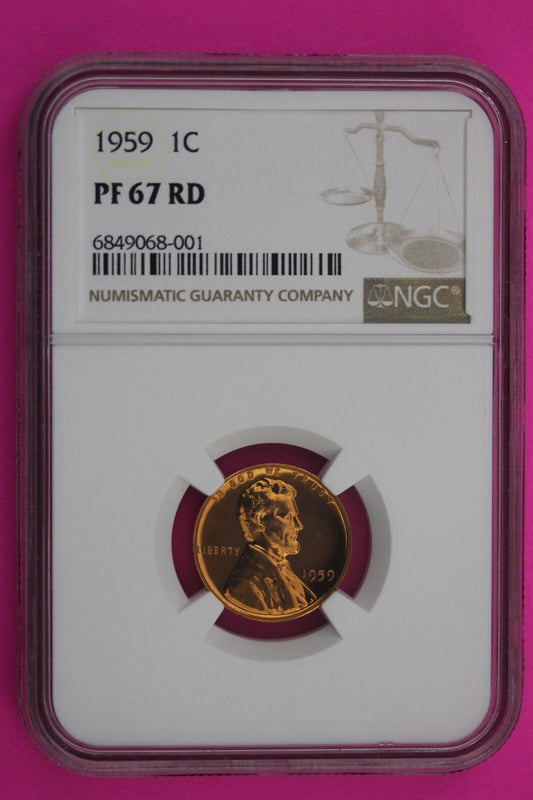 1959 1C
PF 67 RD
6849068-001
NUMISMATIC GUARANTY COMPANY
NGC®
IN GOD WE TRUST
LIBERTY
1959